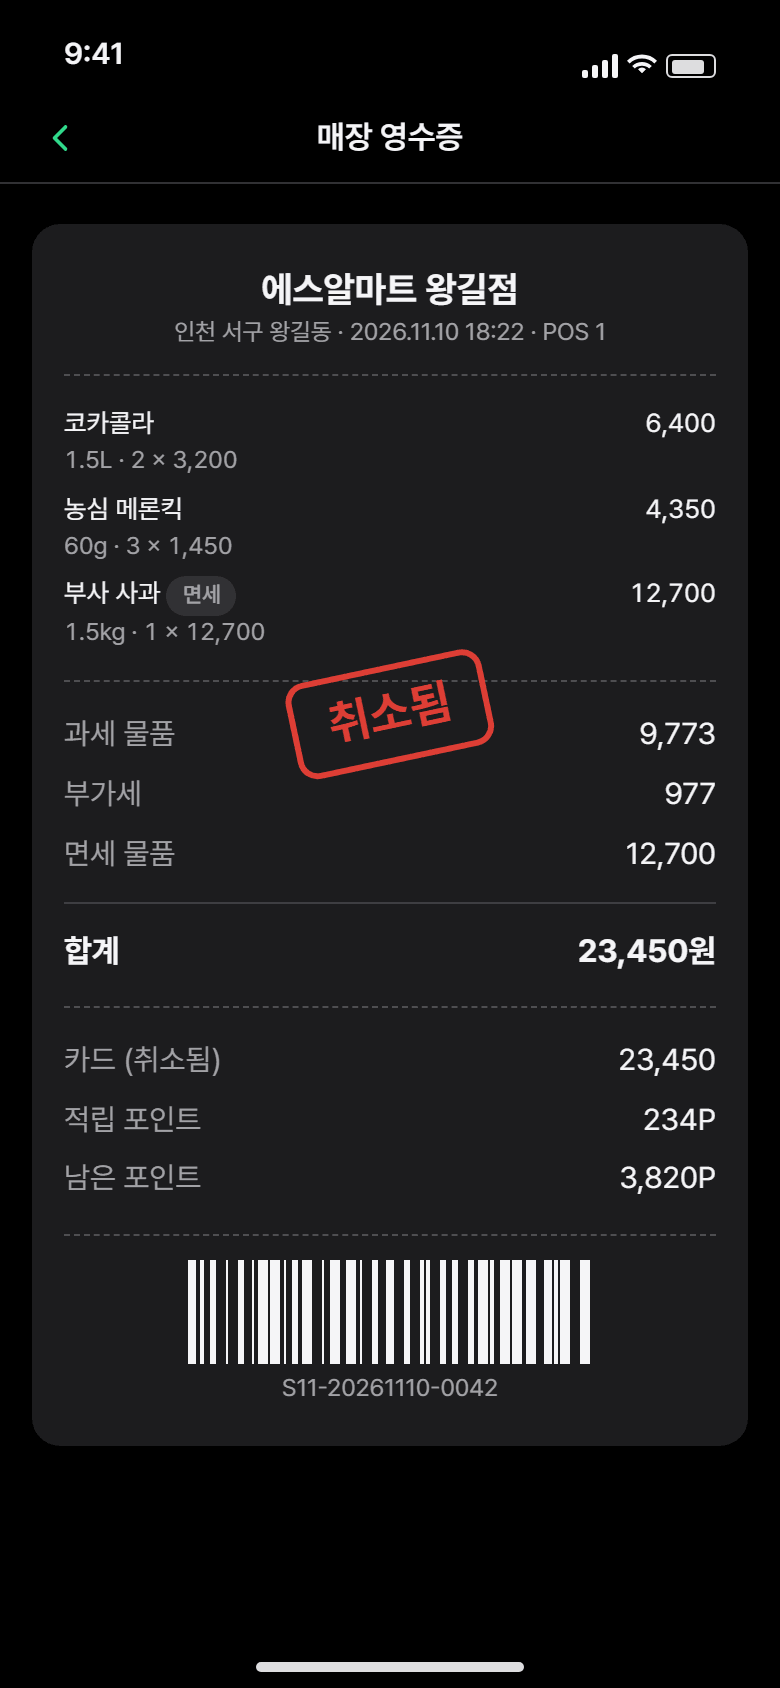 9:41
매장 영수증
에스알마트 왕길점
인천 서구 왕길동 · 2026.11.10 18:22 · POS 1
코카콜라 6,400
1.5L · 2 × 3,200
농심 메론킥 4,350
60g · 3 × 1,450
부사 사과 면세 12,700
1.5kg · 1 × 12,700
취소됨
과세 물품 9,773
부가세 977
면세 물품 12,700
합계 23,450원
카드 (취소됨) 23,450
적립 포인트 234P
남은 포인트 3,820P
S11-20261110-0042